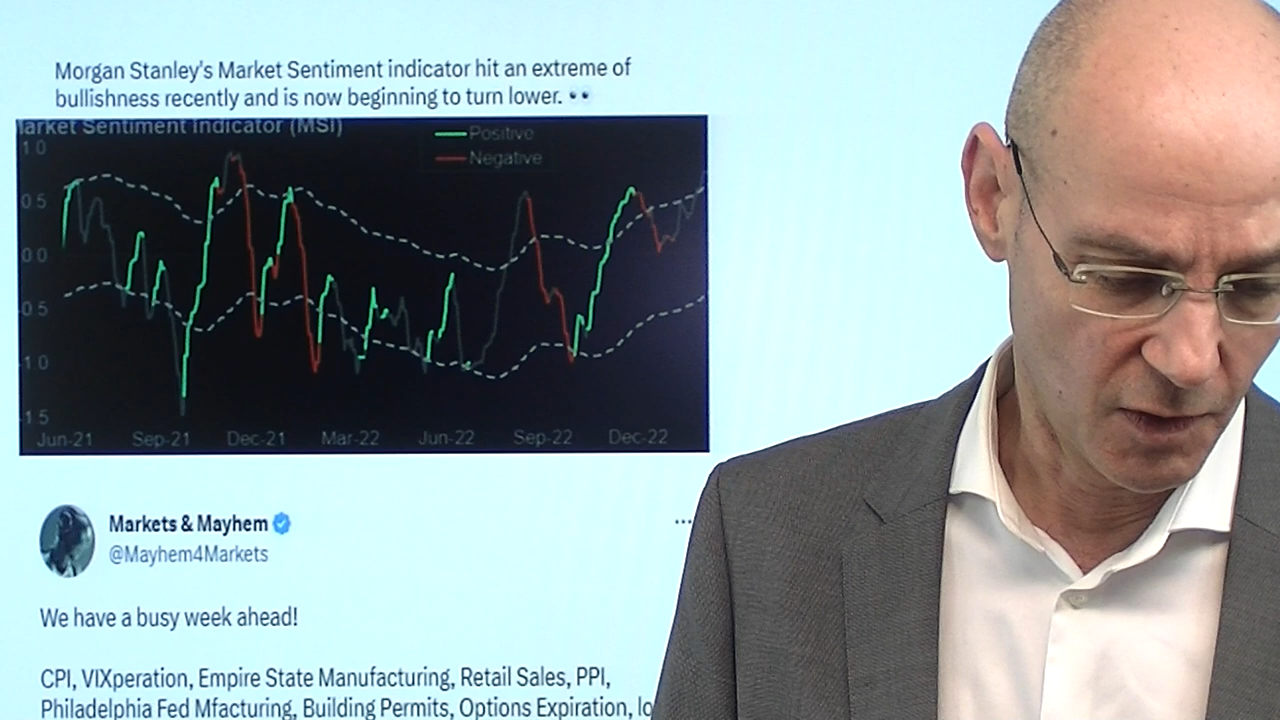 Morgan Stanley's Market Sentiment indicator hit an extreme of
bullishness recently and is now beginning to turn lower. 👀
Market Sentiment Indicator (MSI)
Positive
Negative
1.0
0.5
0.0
0.5
1.0
1.5
Jun-21 Sep-21 Dec-21 Mar-22 Jun-22 Sep-22 Dec-22
Markets & Mayhem
@Mayhem4Markets
We have a busy week ahead!
CPI, VIXperation, Empire State Manufacturing, Retail Sales, PPI,
Philadelphia Fed Mfacturing, Building Permits, Options Expiration, lo